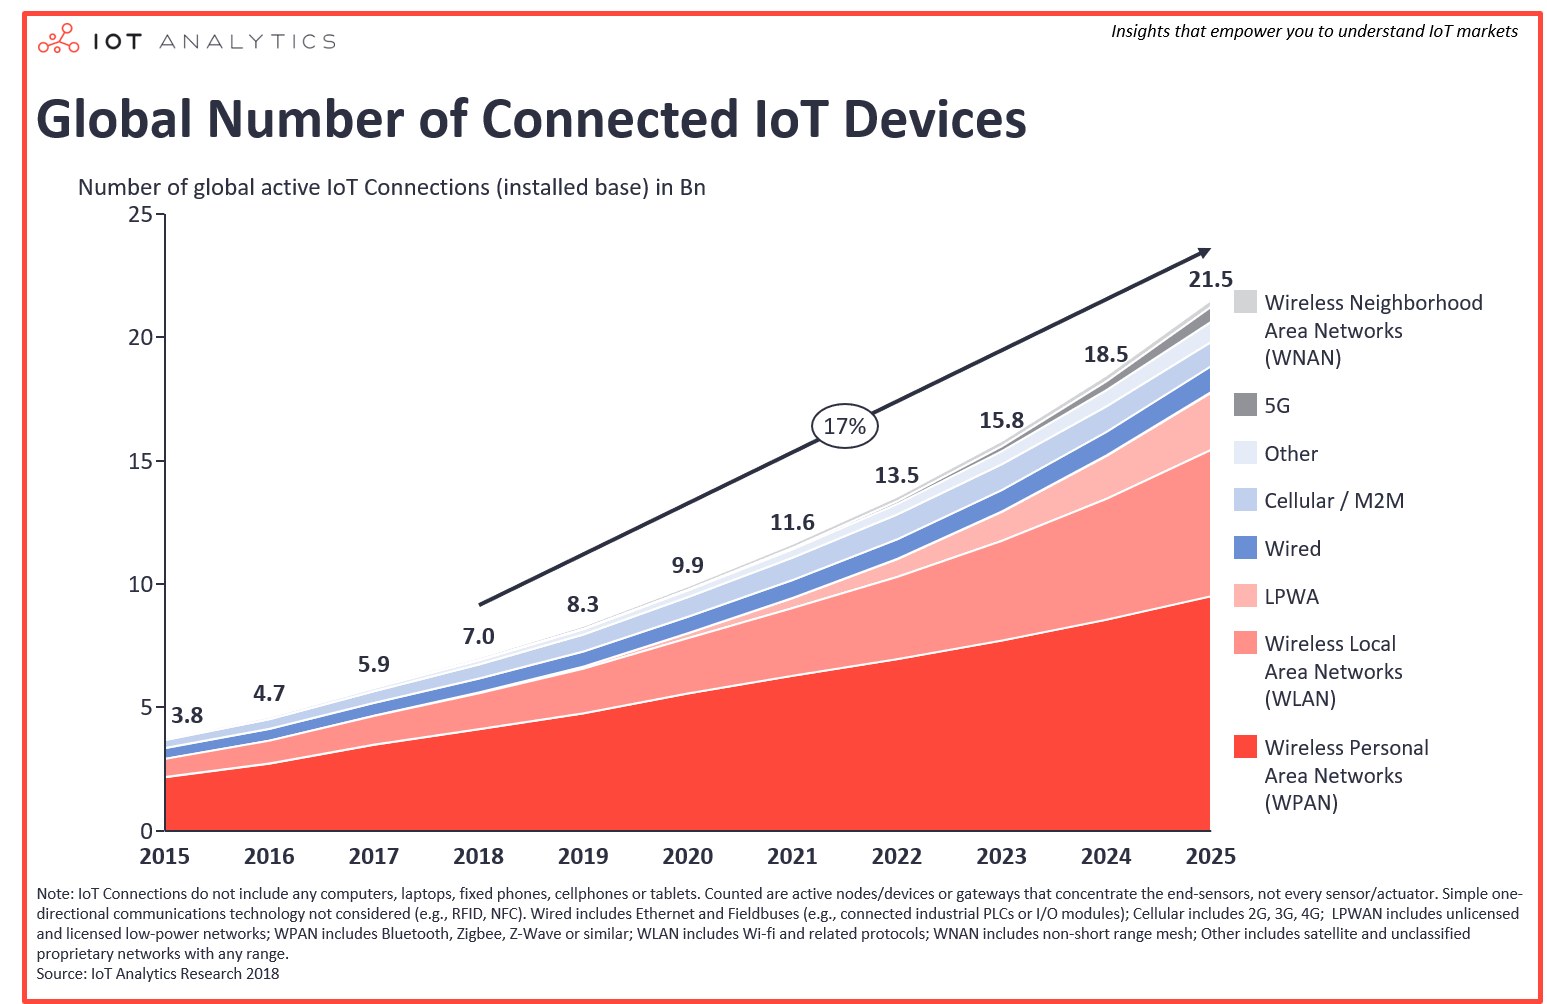 IOT ANALYTICS
Insights that empower you to understand IoT markets
Global Number of Connected IoT Devices
Number of global active IoT Connections (installed base) in Bn
25
20
15
10
5
0
3.8
4.7
5.9
7.0
8.3
9.9
11.6
13.5
15.8
18.5
21.5
17%
2015
2016
2017
2018
2019
2020
2021
2022
2023
2024
2025
Wireless Neighborhood
Area Networks
(WNAN)
5G
Other
Cellular / M2M
Wired
LPWA
Wireless Local
Area Networks
(WLAN)
Wireless Personal
Area Networks
(WPAN)
Note: IoT Connections do not include any computers, laptops, fixed phones, cellphones or tablets. Counted are active nodes/devices or gateways that concentrate the end-sensors, not every sensor/actuator. Simple one-
directional communications technology not considered (e.g., RFID, NFC). Wired includes Ethernet and Fieldbuses (e.g., connected industrial PLCs or I/O modules); Cellular includes 2G, 3G, 4G; LPWAN includes unlicensed
and licensed low-power networks; WPAN includes Bluetooth, Zigbee, Z-Wave or similar; WLAN includes Wi-fi and related protocols; WNAN includes non-short range mesh; Other includes satellite and unclassified
proprietary networks with any range.
Source: IoT Analytics Research 2018